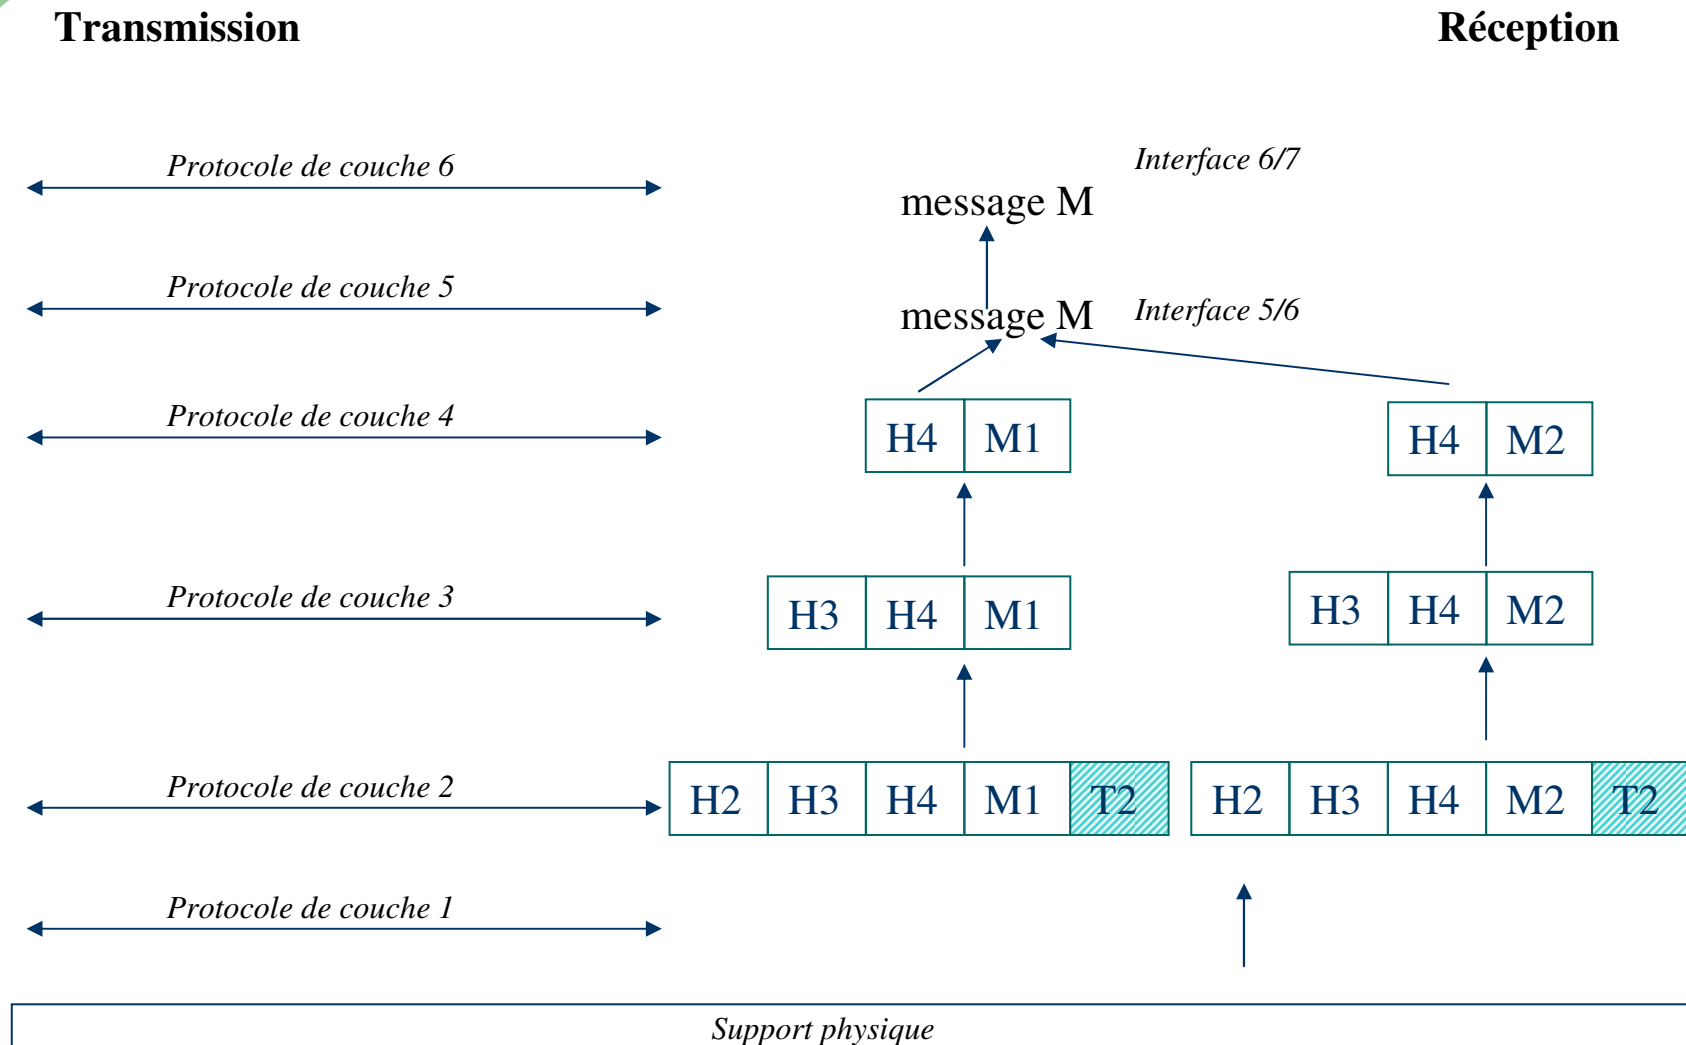 Transmission
Réception
Protocole de couche 6
Interface 6/7
message M
Protocole de couche 5
message M
Interface 5/6
Protocole de couche 4
H4 M1
H4 M2
Protocole de couche 3
H3 H4 M1
H3 H4 M2
Protocole de couche 2
H2 H3 H4 M1 T2
H2 H3 H4 M2 T2
Protocole de couche 1
Support physique